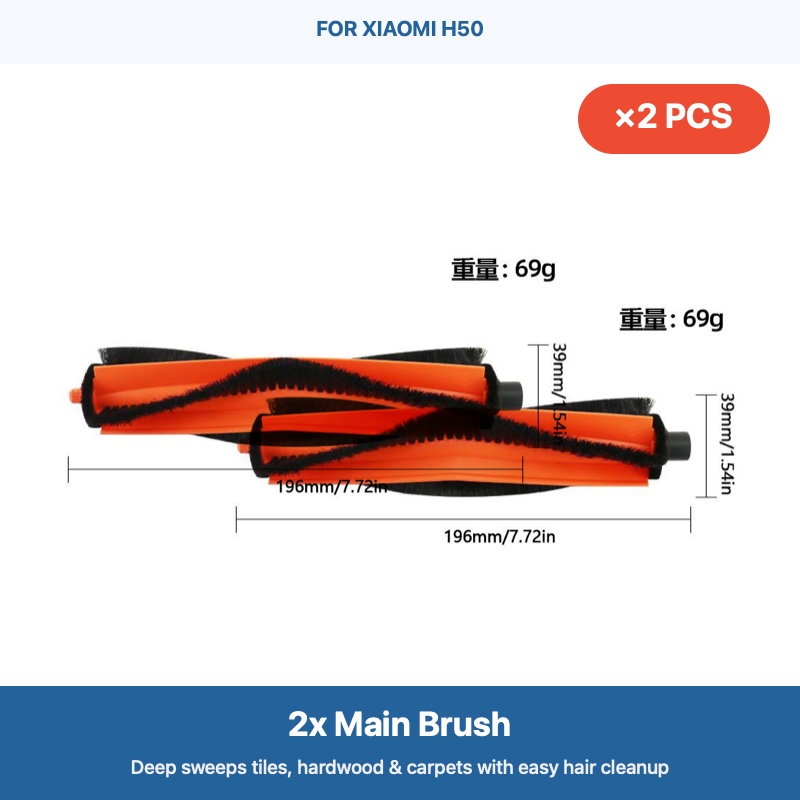 FOR XIAOMI H50
×2 PCS
重量: 69g
重量: 69g
39mm/1.54in
39mm/1.54in
196mm/7.72in
196mm/7.72in
2x Main Brush
Deep sweeps tiles, hardwood & carpets with easy hair cleanup